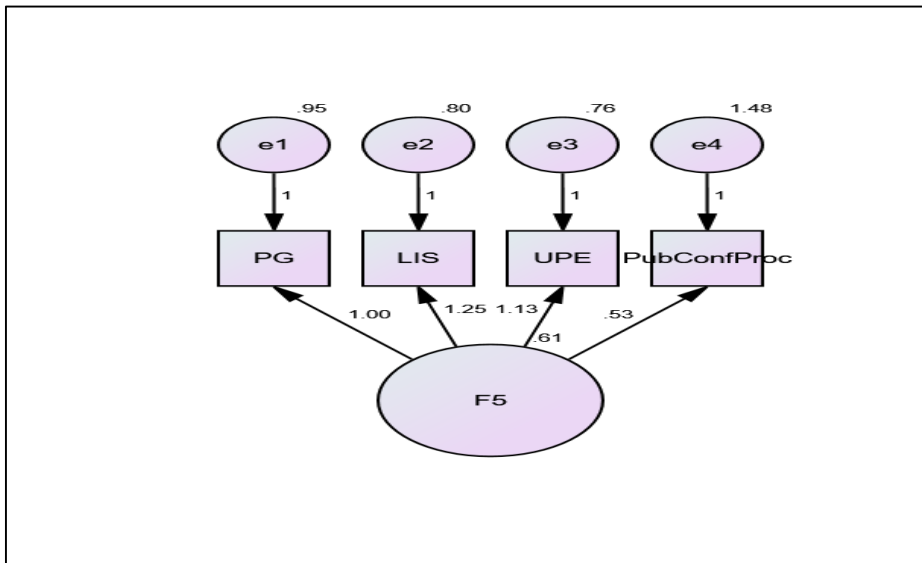 .95 .80 .76 1.48
e1 e2 e3 e4
1 1 1 1
PG LIS UPE PubConfProc
1.00 1.25 1.13 .53
.61
F5